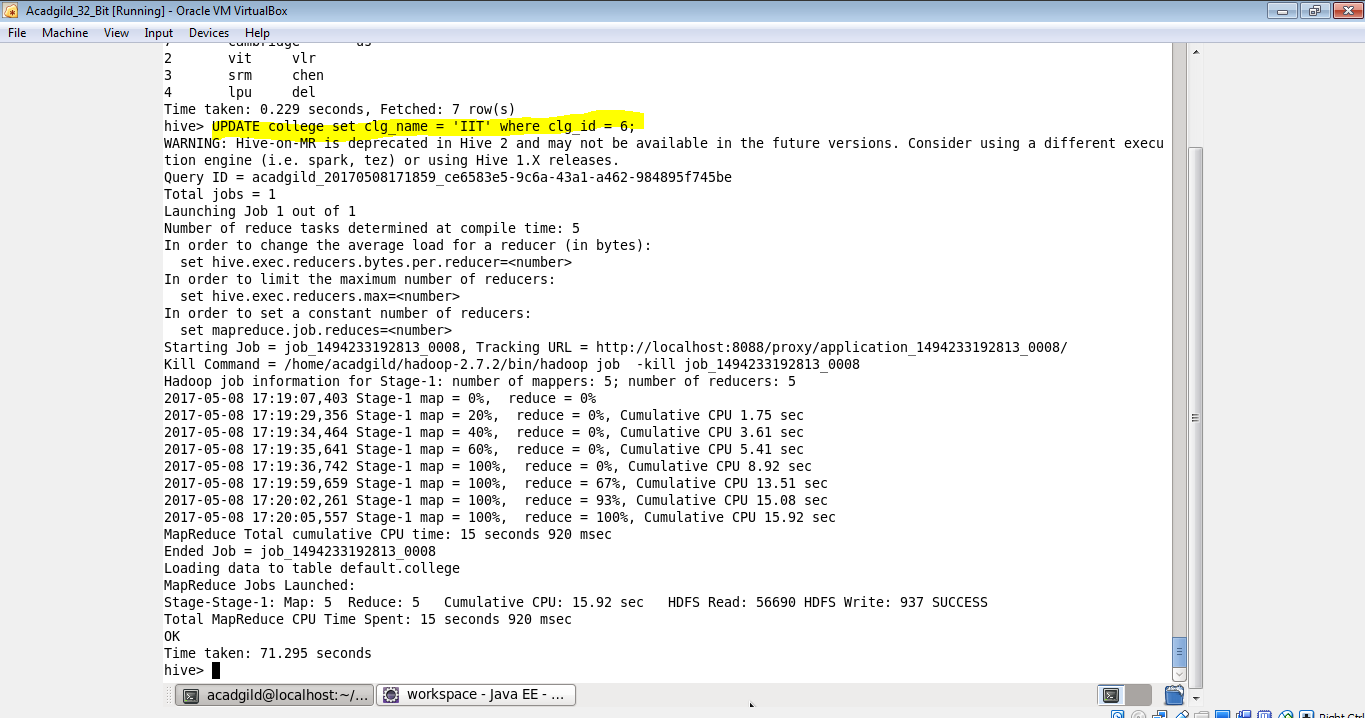 Acadgild_32_Bit [Running] - Oracle VM VirtualBox
File Machine View Input Devices Help
2 vit vlr
3 srm chen
4 lpu del
Time taken: 0.229 seconds, Fetched: 7 row(s)
hive> UPDATE college set clg_name = 'IIT' where clg_id = 6;
WARNING: Hive-on-MR is deprecated in Hive 2 and may not be available in the future versions. Consider using a different execu
tion engine (i.e. spark, tez) or using Hive 1.X releases.
Query ID = acadgild_20170508171859_ce6583e5-9c6a-43a1-a462-984895f745be
Total jobs = 1
Launching Job 1 out of 1
Number of reduce tasks determined at compile time: 5
In order to change the average load for a reducer (in bytes):
  set hive.exec.reducers.bytes.per.reducer=<number>
In order to limit the maximum number of reducers:
  set hive.exec.reducers.max=<number>
In order to set a constant number of reducers:
  set mapreduce.job.reduces=<number>
Starting Job = job_1494233192813_0008, Tracking URL = http://localhost:8088/proxy/application_1494233192813_0008/
Kill Command = /home/acadgild/hadoop-2.7.2/bin/hadoop job  -kill job_1494233192813_0008
Hadoop job information for Stage-1: number of mappers: 5; number of reducers: 5
2017-05-08 17:19:07,403 Stage-1 map = 0%,  reduce = 0%
2017-05-08 17:19:29,356 Stage-1 map = 20%,  reduce = 0%, Cumulative CPU 1.75 sec
2017-05-08 17:19:34,464 Stage-1 map = 40%,  reduce = 0%, Cumulative CPU 3.61 sec
2017-05-08 17:19:35,641 Stage-1 map = 60%,  reduce = 0%, Cumulative CPU 5.41 sec
2017-05-08 17:19:36,742 Stage-1 map = 100%,  reduce = 0%, Cumulative CPU 8.92 sec
2017-05-08 17:19:59,659 Stage-1 map = 100%,  reduce = 67%, Cumulative CPU 13.51 sec
2017-05-08 17:20:02,261 Stage-1 map = 100%,  reduce = 93%, Cumulative CPU 15.08 sec
2017-05-08 17:20:05,557 Stage-1 map = 100%,  reduce = 100%, Cumulative CPU 15.92 sec
MapReduce Total cumulative CPU time: 15 seconds 920 msec
Ended Job = job_1494233192813_0008
Loading data to table default.college
MapReduce Jobs Launched:
Stage-Stage-1: Map: 5  Reduce: 5   Cumulative CPU: 15.92 sec   HDFS Read: 56690 HDFS Write: 937 SUCCESS
Total MapReduce CPU Time Spent: 15 seconds 920 msec
OK
Time taken: 71.295 seconds
hive>
acadgild@localhost:~/... workspace - Java EE - ...
Right Ctrl